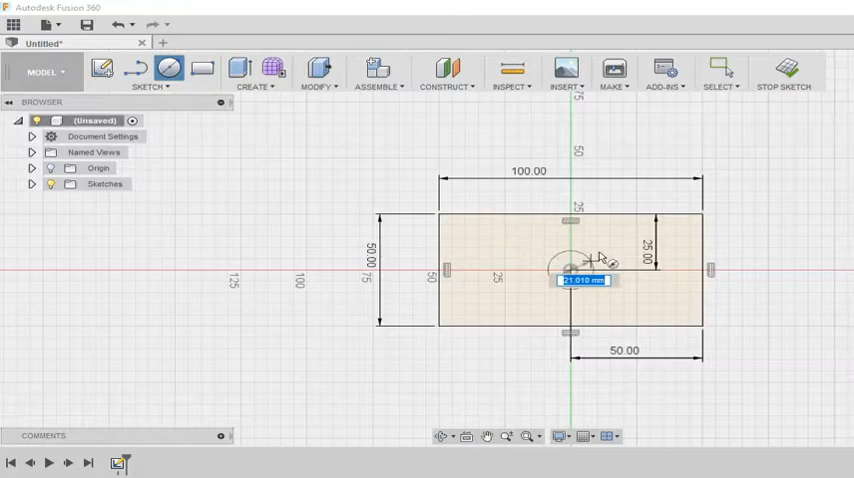 Autodesk Fusion 360
Untitled*
MODEL
SKETCH
CREATE
MODIFY
ASSEMBLE
CONSTRUCT
INSPECT
INSERT
MAKE
ADD-INS
SELECT
STOP SKETCH
BROWSER
(Unsaved)
Document Settings
Named Views
Origin
Sketches
75
50
25
100.00
50.00
25.00
125
100
75
50
25
21.010 mm
50.00
COMMENTS